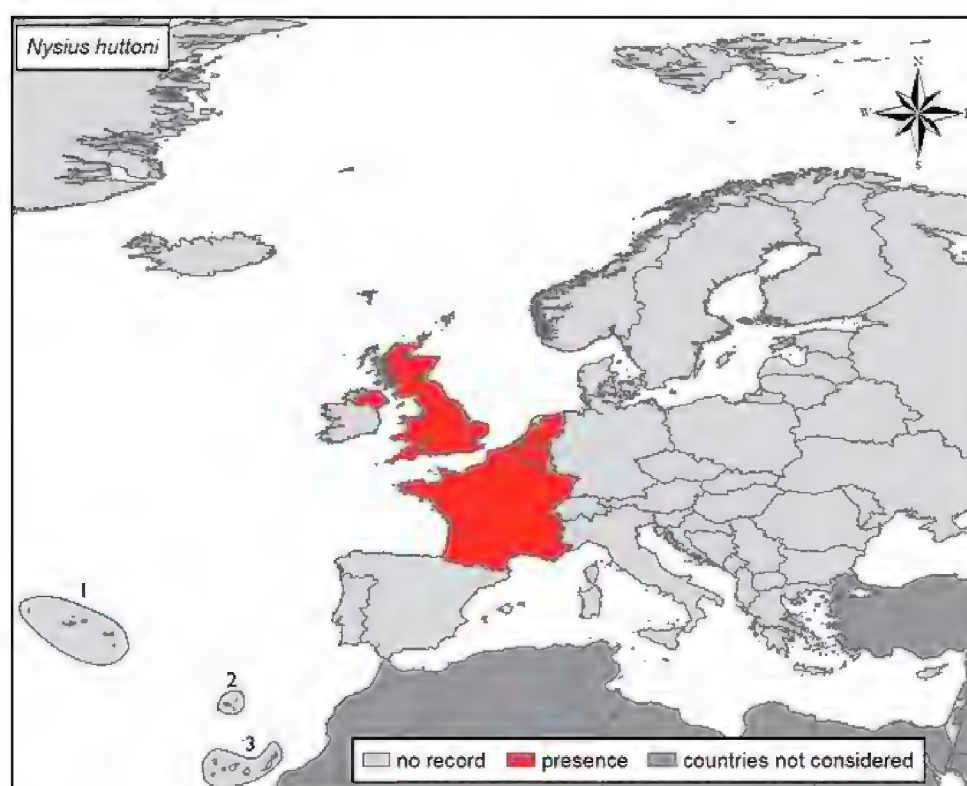 Nysius huttoni
N
W E
S
1
2
3
no record presence countries not considered